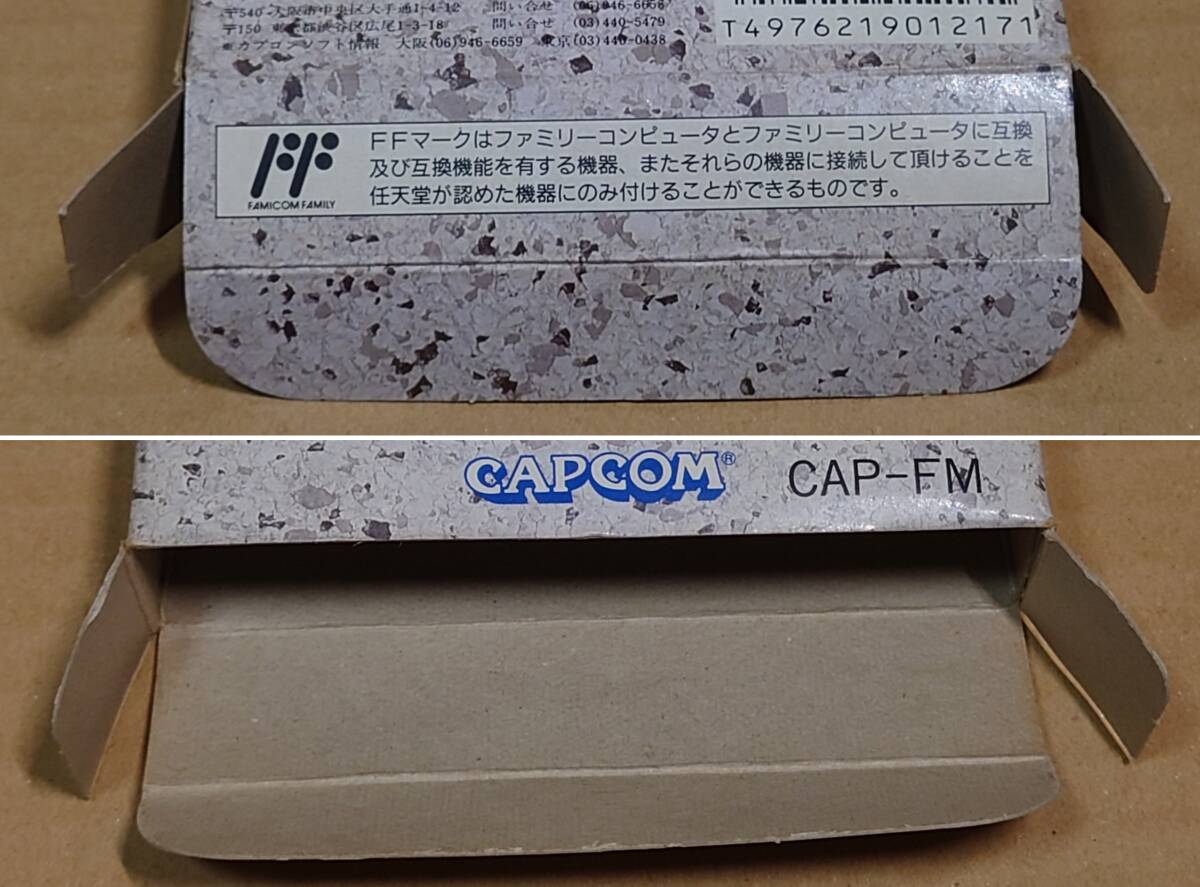 〒540 大阪市中央区大手通1-4-12 問い合せ (06)946-6658
〒150 東京都渋谷区広尾1-3-18 問い合せ (03)440-5479
※カプコンソフト情報 大阪(06)946-6659 東京(03)440-0438
T4976219012171
FFマークはファミリーコンピュータとファミリーコンピュータに互換
及び互換機能を有する機器、またそれらの機器に接続して頂けることを
任天堂が認めた機器にのみ付けることができるものです。
FF
FAMICOM FAMILY
CAPCOM® CAP-FM